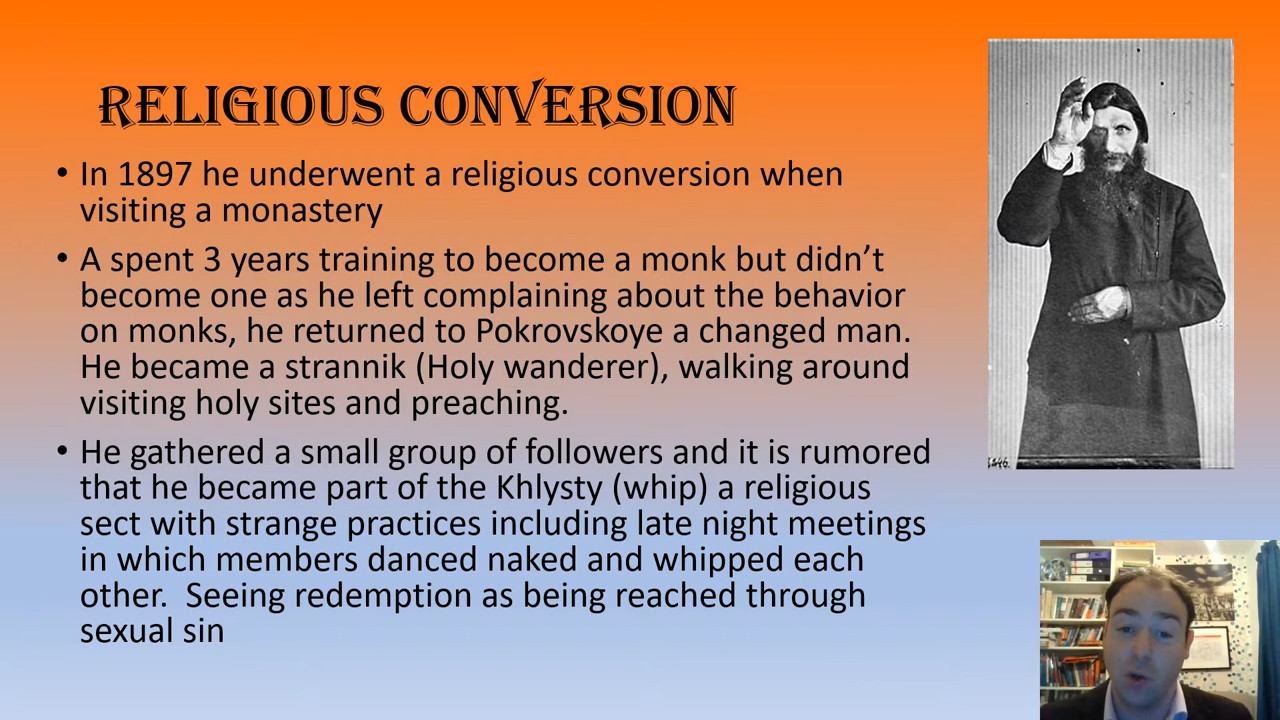 RELIGIOUS CONVERSION
• In 1897 he underwent a religious conversion when
visiting a monastery
• A spent 3 years training to become a monk but didn’t
become one as he left complaining about the behavior
on monks, he returned to Pokrovskoye a changed man.
He became a strannik (Holy wanderer), walking around
visiting holy sites and preaching.
• He gathered a small group of followers and it is rumored
that he became part of the Khlysty (whip) a religious
sect with strange practices including late night meetings
in which members danced naked and whipped each
other.  Seeing redemption as being reached through
sexual sin